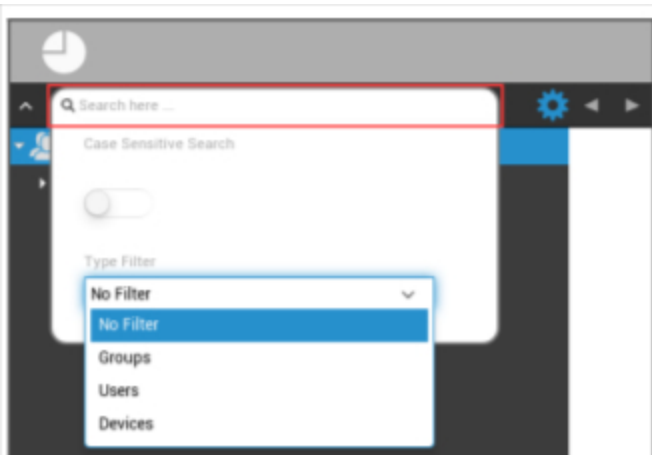 Search here ...
Case Sensitive Search
Type Filter
No Filter
No Filter
Groups
Users
Devices